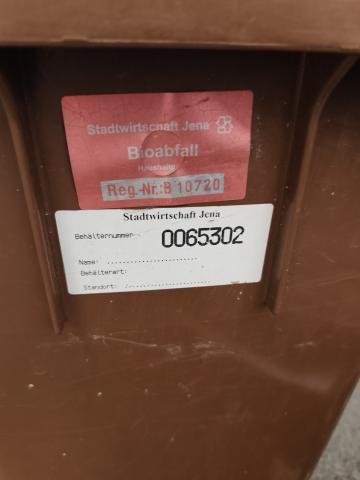 Stadtwirtschaft Jena
Bioabfall
Haushalte
Reg-Nr.: B 10720
Stadtwirtschaft Jena
Behälternummer 0065302
Name: .......................
Behälterart:
Standort: /....................